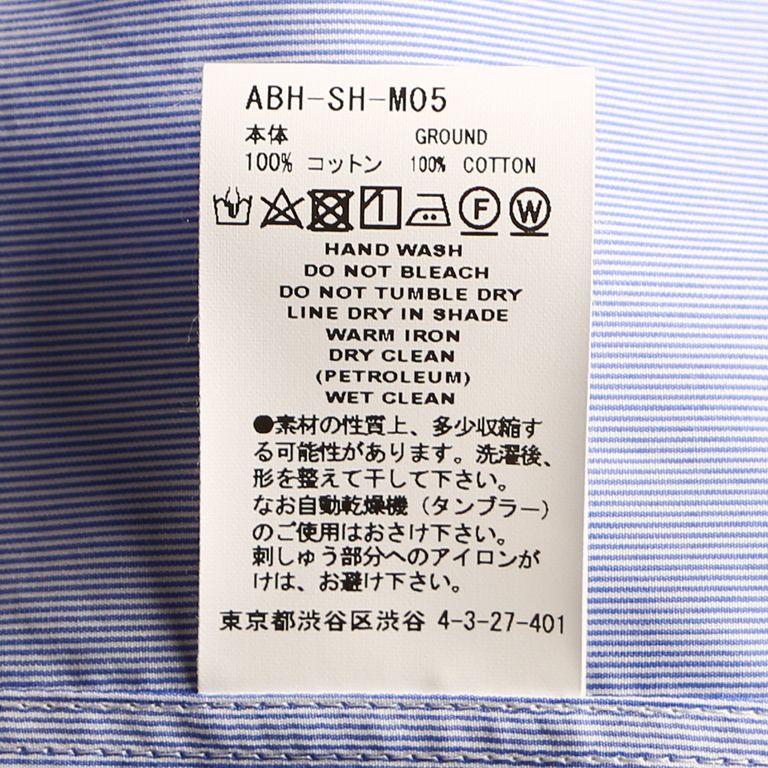 ABH-SH-M05
本体 GROUND
100% コットン 100% COTTON
F W
HAND WASH
DO NOT BLEACH
DO NOT TUMBLE DRY
LINE DRY IN SHADE
WARM IRON
DRY CLEAN
(PETROLEUM)
WET CLEAN
●素材の性質上、多少収縮す
る可能性があります。洗濯後、
形を整えて干して下さい。
なお自動乾燥機（タンブラー）
のご使用はおさけ下さい。
刺しゅう部分へのアイロンが
けは、お避け下さい。
東京都渋谷区渋谷 4-3-27-401